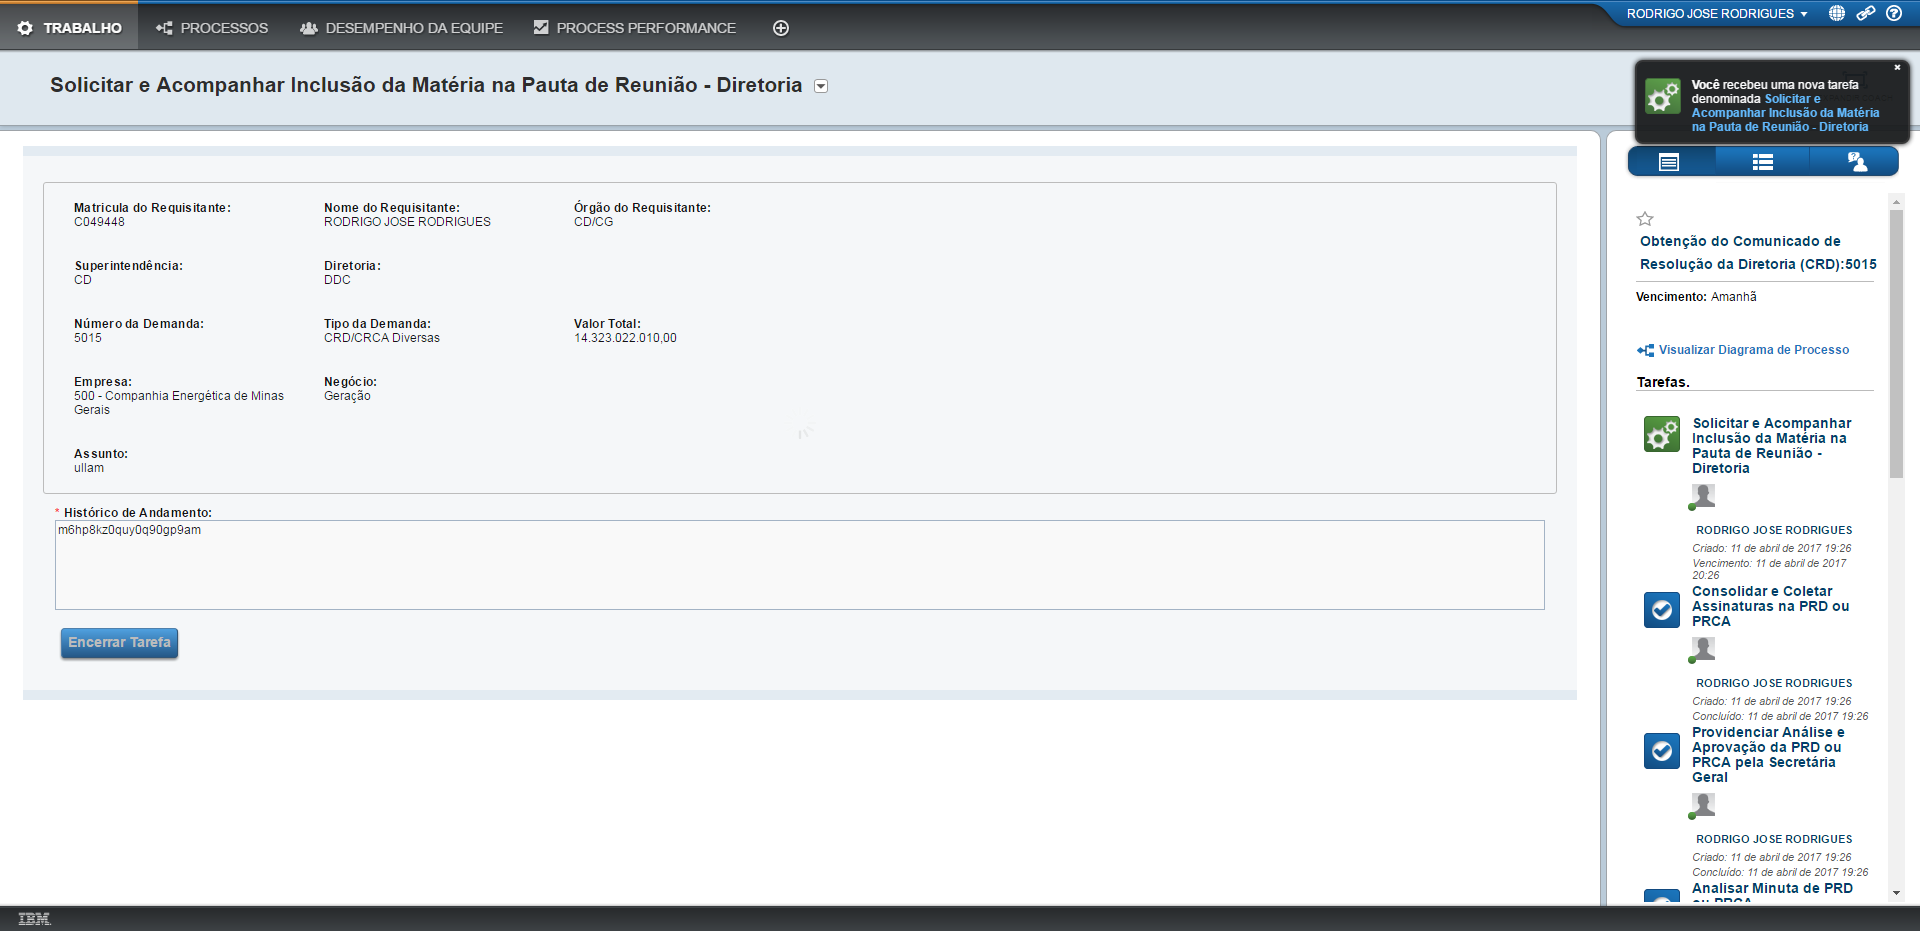 TRABALHO PROCESSOS DESEMPENHO DA EQUIPE PROCESS PERFORMANCE RODRIGO JOSE RODRIGUES
Solicitar e Acompanhar Inclusão da Matéria na Pauta de Reunião - Diretoria
Você recebeu uma nova tarefa
denominada Solicitar e
Acompanhar Inclusão da Matéria
na Pauta de Reunião - Diretoria
Matricula do Requisitante: Nome do Requisitante: Órgão do Requisitante:
C049448 RODRIGO JOSE RODRIGUES CD/CG
Superintendência: Diretoria:
CD DDC
Número da Demanda: Tipo da Demanda: Valor Total:
5015 CRD/CRCA Diversas 14.323.022.010,00
Empresa: Negócio:
500 - Companhia Energética de Minas Geração
Gerais
Assunto:
ullam
* Histórico de Andamento:
m6hp8kz0quy0q90gp9am
Encerrar Tarefa
Obtenção do Comunicado de
Resolução da Diretoria (CRD):5015
Vencimento: Amanhã
Visualizar Diagrama de Processo
Tarefas.
Solicitar e Acompanhar
Inclusão da Matéria na
Pauta de Reunião -
Diretoria
RODRIGO JOSE RODRIGUES
Criado: 11 de abril de 2017 19:26
Vencimento: 11 de abril de 2017
20:26
Consolidar e Coletar
Assinaturas na PRD ou
PRCA
RODRIGO JOSE RODRIGUES
Criado: 11 de abril de 2017 19:26
Concluído: 11 de abril de 2017 19:26
Providenciar Análise e
Aprovação da PRD ou
PRCA pela Secretária
Geral
RODRIGO JOSE RODRIGUES
Criado: 11 de abril de 2017 19:26
Concluído: 11 de abril de 2017 19:26
Analisar Minuta de PRD
ou PRCA
IBM.